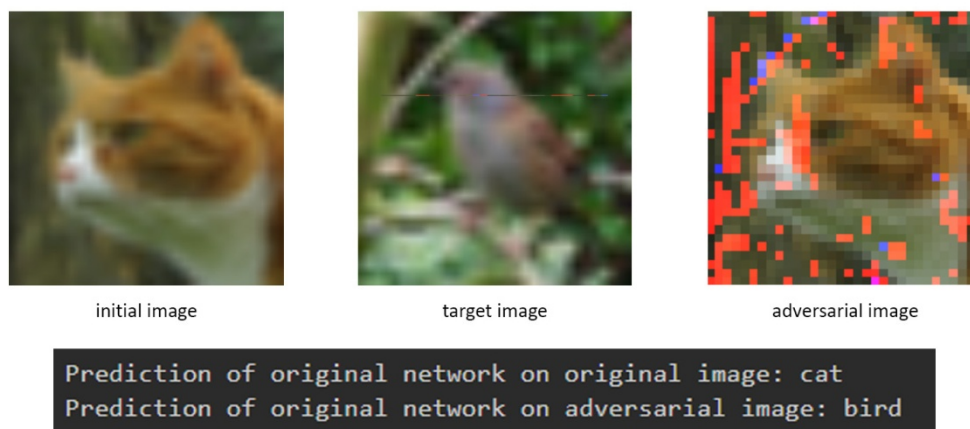 initial image
target image
adversarial image
Prediction of original network on original image: cat
Prediction of original network on adversarial image: bird